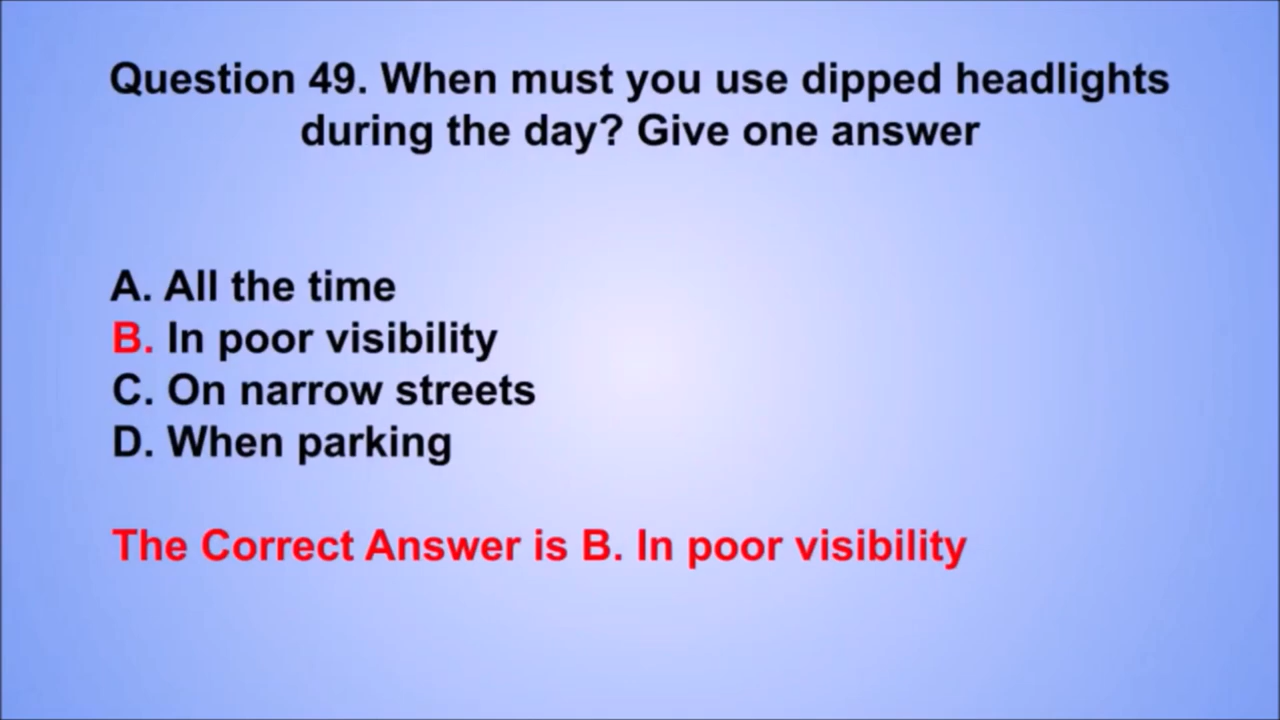 Question 49. When must you use dipped headlights
during the day? Give one answer
A. All the time
B. In poor visibility
C. On narrow streets
D. When parking
The Correct Answer is B. In poor visibility